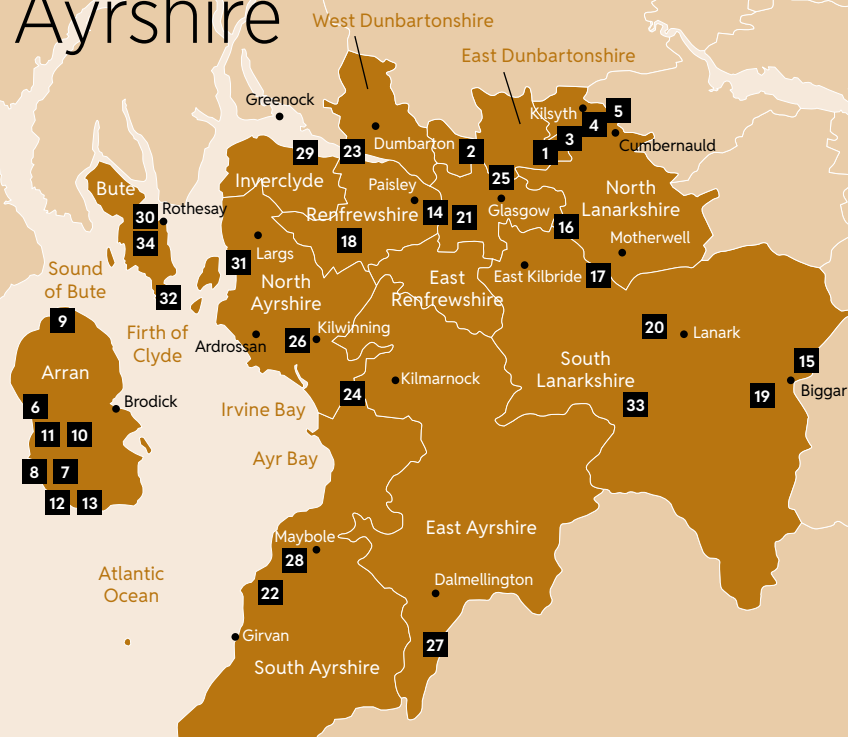 Ayrshire
West Dunbartonshire
East Dunbartonshire
Greenock
Kilsyth
5
4
3
Dumbarton
2
1
Cumbernauld
29
23
Inverclyde
Paisley
25
Bute
North
Lanarkshire
30
Rothesay
Renfrewshire
14
21
Glasgow
16
34
18
Motherwell
Largs
31
Sound
of Bute
East Kilbride
17
North
Ayrshire
East
Renfrewshire
32
9
Firth of
Clyde
Ardrossan
26
Kilwinning
20
Lanark
Arran
South
Lanarkshire
15
Kilmarnock
Biggar
Brodick
24
19
33
6
Irvine Bay
11
10
Ayr Bay
8
7
12
13
East Ayrshire
Maybole
28
Atlantic
Ocean
22
Dalmellington
Girvan
27
South Ayrshire